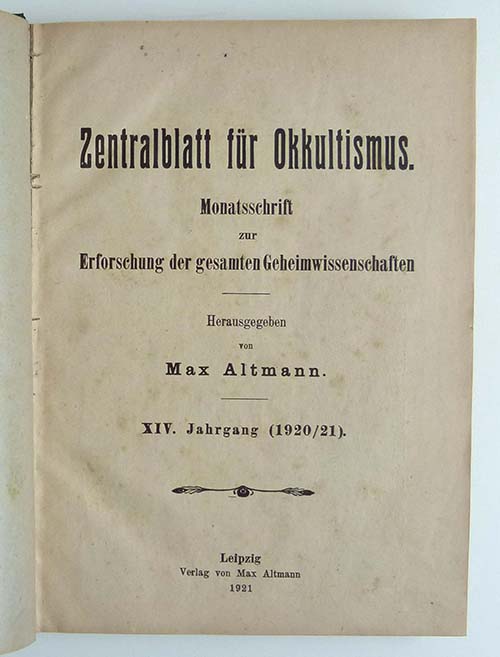 Zentralblatt für Okkultismus.
Monatsschrift
zur
Erforschung der gesamten Geheimwissenschaften
Herausgegeben
von
Max Altmann.
XIV. Jahrgang (1920/21).
Leipzig
Verlag von Max Altmann
1921